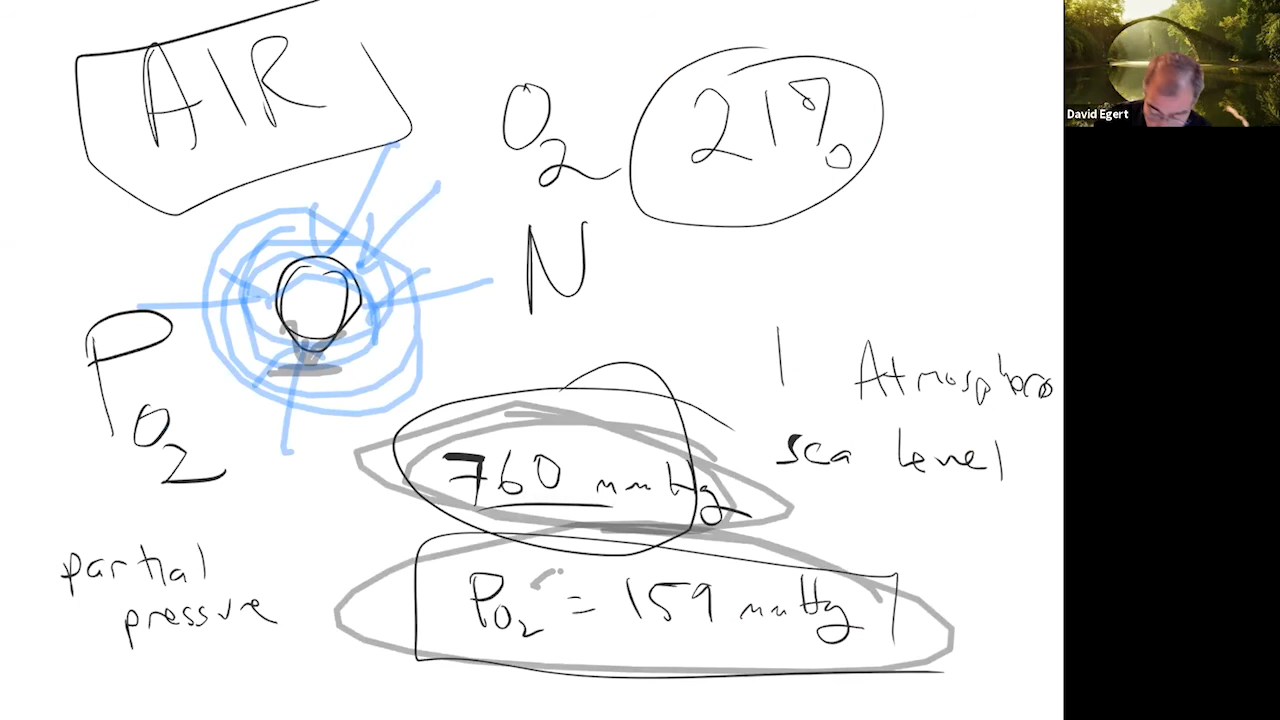 AIR
O2 21%
N
PO2
1 Atmosphere
sea level
760 mmHg
partial
pressure
PO2 = 159 mmHg
David Egert